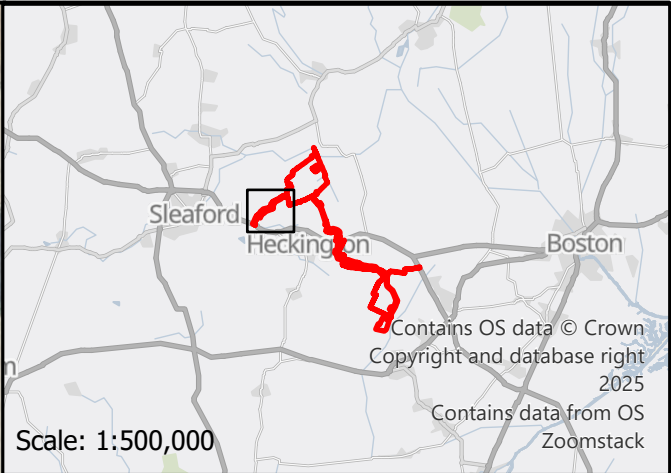 Sleaford
Heckington
Boston
Contains OS data © Crown
Copyright and database right
2025
Contains data from OS
Zoomstack
n
Scale: 1:500,000